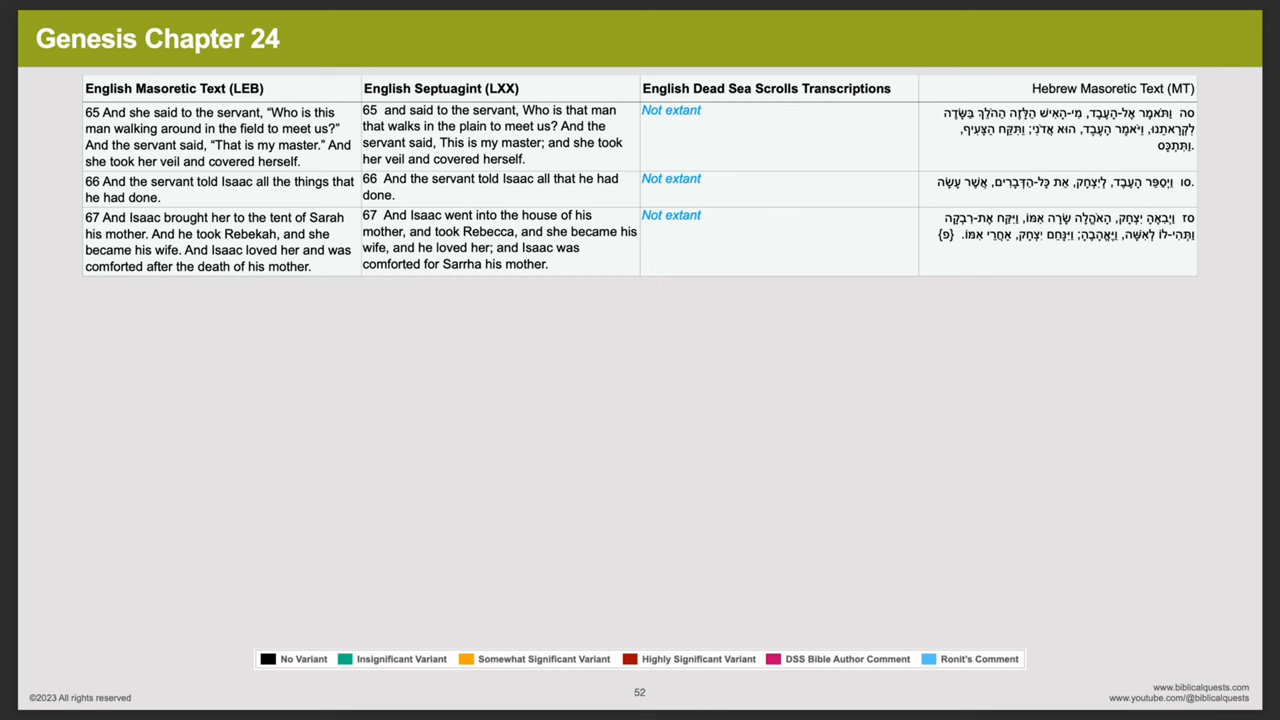 Genesis Chapter 24
English Masoretic Text (LEB)
English Septuagint (LXX)
English Dead Sea Scrolls Transcriptions
Hebrew Masoretic Text (MT)
65 And she said to the servant, “Who is this
man walking around in the field to meet us?”
And the servant said, “That is my master.” And
she took her veil and covered herself.
65 and said to the servant, Who is that man
that walks in the plain to meet us? And the
servant said, This is my master; and she took
her veil and covered herself.
Not extant
סה וַתֹּאמֶר אֶל-הָעֶבֶד, מִי-הָאִישׁ הַלָּזֶה הַהֹלֵךְ בַּשָּׂדֶה
לִקְרָאתֵנוּ, וַיֹּאמֶר הָעֶבֶד, הוּא אֲדֹנִי; וַתִּקַּח הַצָּעִיף,
וַתִּתְכָּס.
66 And the servant told Isaac all the things that
he had done.
66 And the servant told Isaac all that he had
done.
Not extant
סו וַיְסַפֵּר הָעֶבֶד, לְיִצְחָק, אֵת כָּל-הַדְּבָרִים, אֲשֶׁר עָשָׂה.
67 And Isaac brought her to the tent of Sarah
his mother. And he took Rebekah, and she
became his wife. And Isaac loved her and was
comforted after the death of his mother.
67 And Isaac went into the house of his
mother, and took Rebecca, and she became his
wife, and he loved her; and Isaac was
comforted for Sarrha his mother.
Not extant
סז וַיְבִאֶהָ יִצְחָק, הָאֹהֱלָה שָׂרָה אִמּוֹ, וַיִּקַּח אֶת-רִבְקָה
וַתְּהִי-לוֹ לְאִשָּׁה, וַיֶּאֱהָבֶהָ; וַיִּנָּחֵם יִצְחָק, אַחֲרֵי אִמּוֹ. {פ}
No Variant
Insignificant Variant
Somewhat Significant Variant
Highly Significant Variant
DSS Bible Author Comment
Ronit's Comment
©2023 All rights reserved
52
www.biblicalquests.com
www.youtube.com/@biblicalquests